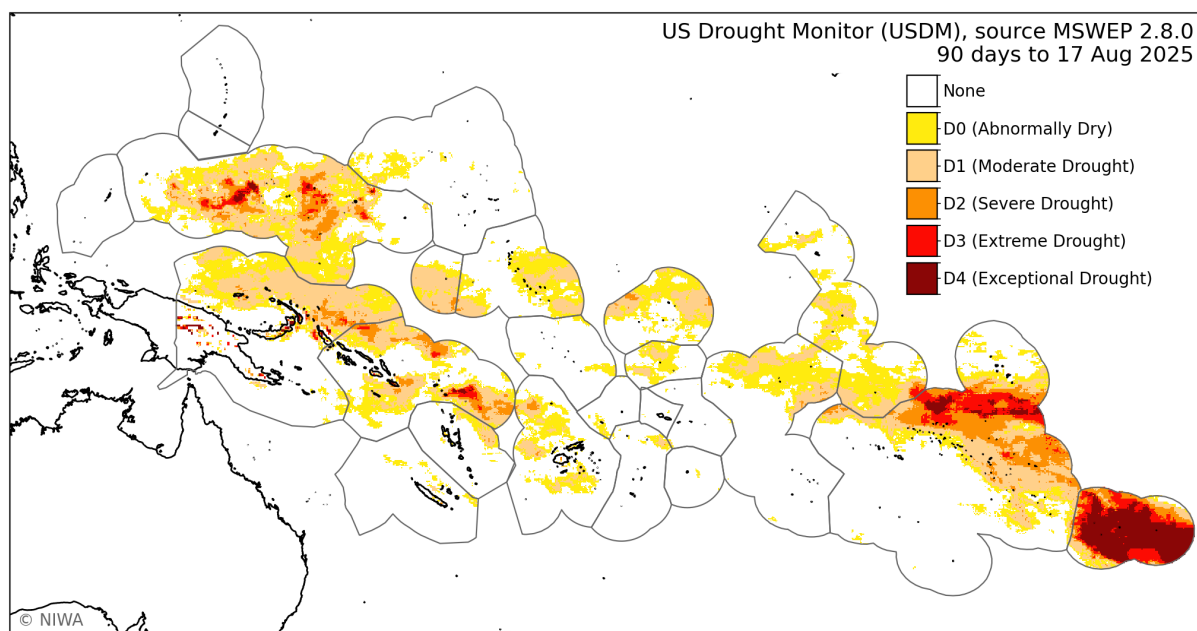 US Drought Monitor (USDM), source MSWEP 2.8.0
90 days to 17 Aug 2025
None
D0 (Abnormally Dry)
D1 (Moderate Drought)
D2 (Severe Drought)
D3 (Extreme Drought)
D4 (Exceptional Drought)
© NIWA